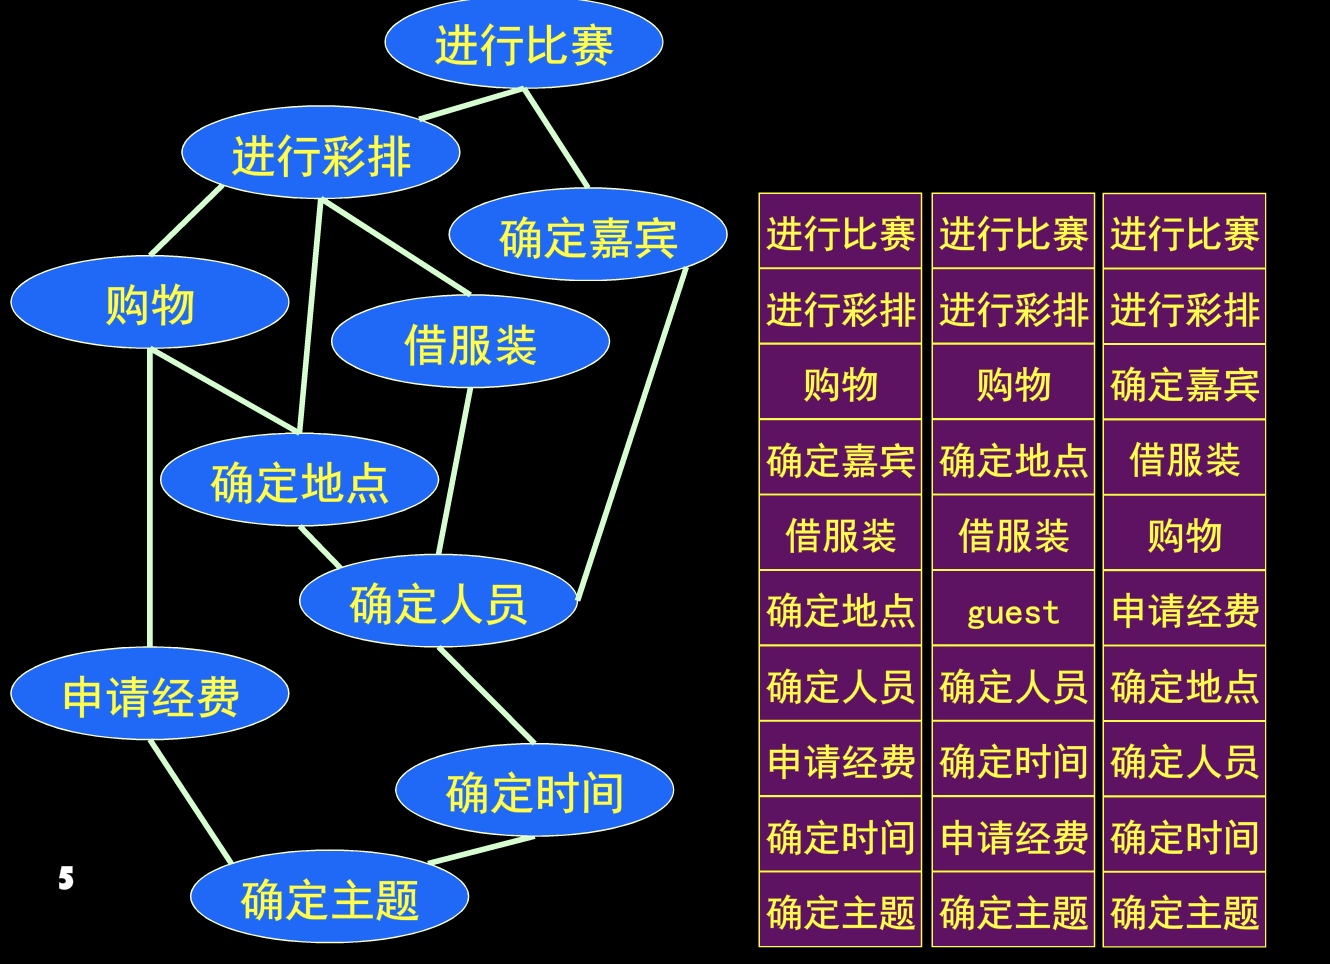 进行比赛
进行彩排
确定嘉宾
购物
借服装
确定地点
确定人员
申请经费
确定时间
确定主题
5
进行比赛 进行比赛 进行比赛
进行彩排 进行彩排 进行彩排
购物 购物 确定嘉宾
确定嘉宾 确定地点 借服装
借服装 借服装 购物
确定地点 guest 申请经费
确定人员 确定人员 确定地点
申请经费 确定时间 确定人员
确定时间 申请经费 确定时间
确定主题 确定主题 确定主题